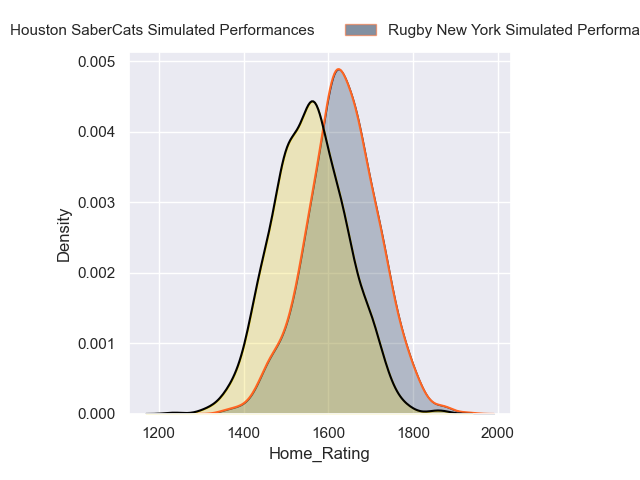 Houston SaberCats Simulated Performances
Rugby New York Simulated Performa
0.005
0.004
0.003
0.002
0.001
0.000
Density
1200 1400 1600 1800 2000
Home_Rating